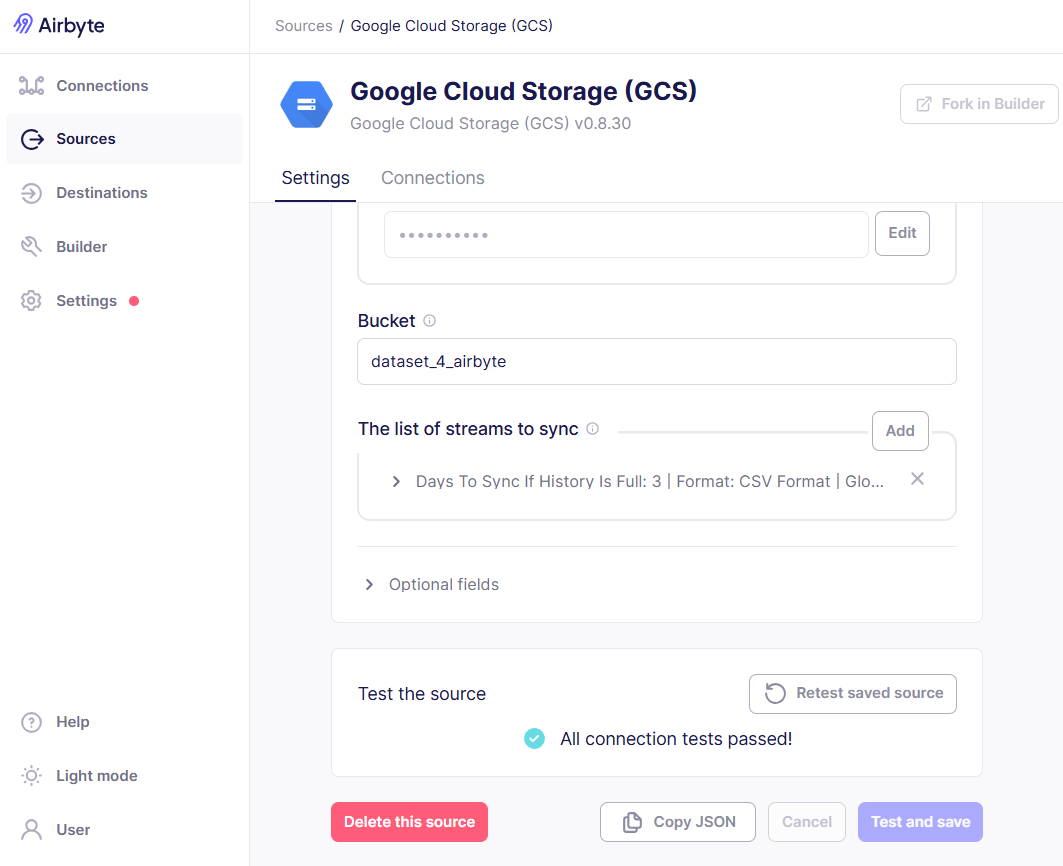 Airbyte
Connections
Sources
Destinations
Builder
Settings
Help
Light mode
User
Sources / Google Cloud Storage (GCS)
Google Cloud Storage (GCS)
Google Cloud Storage (GCS) v0.8.30
Fork in Builder
Settings Connections
•••••••••• Edit
Bucket
dataset_4_airbyte
The list of streams to sync Add
Days To Sync If History Is Full: 3 | Format: CSV Format | Glo...
Optional fields
Test the source Retest saved source
All connection tests passed!
Delete this source Copy JSON Cancel Test and save